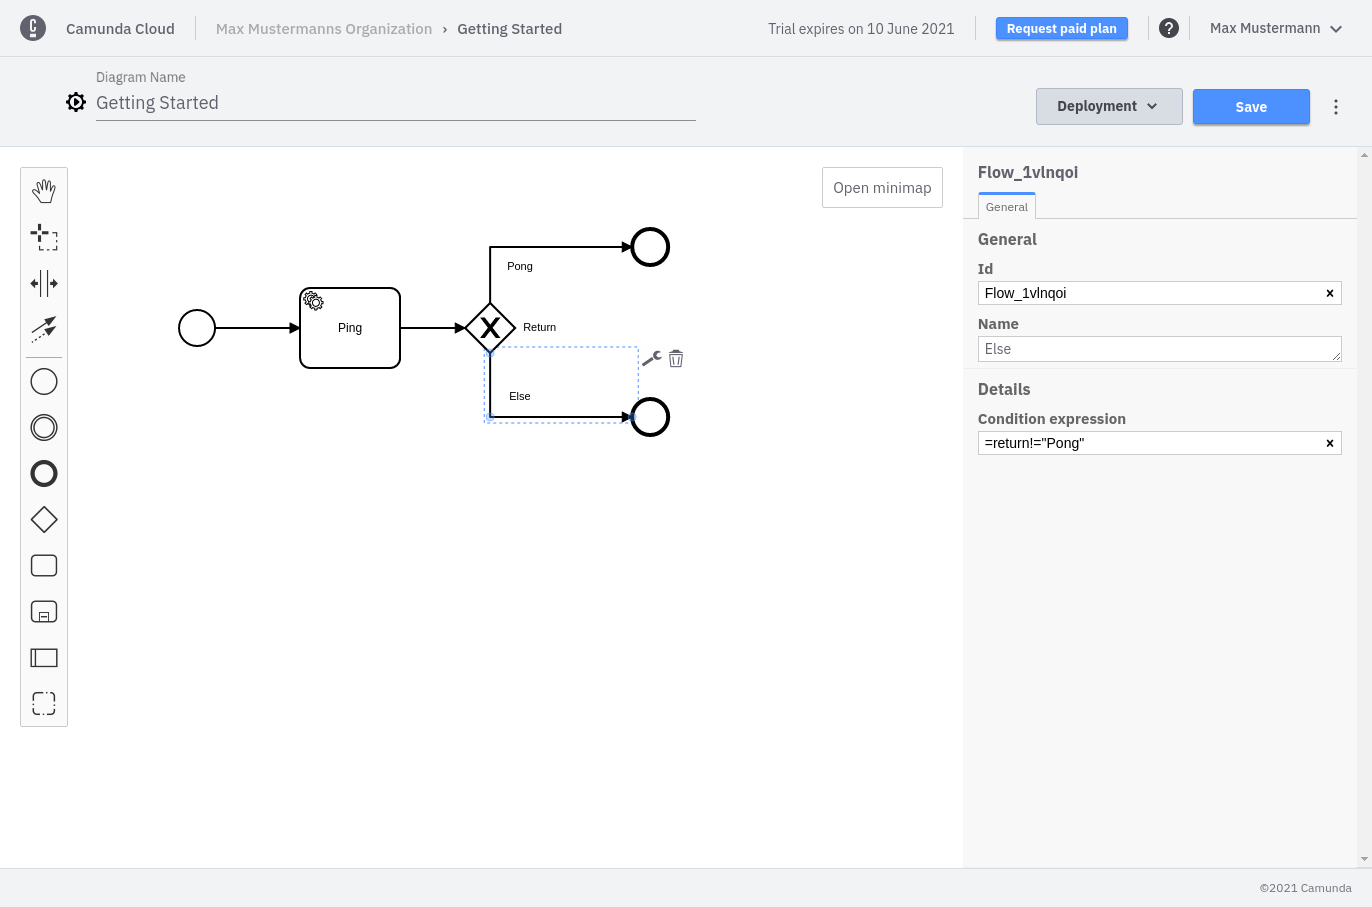 Camunda Cloud
Max Mustermanns Organization › Getting Started
Trial expires on 10 June 2021
Request paid plan
?
Max Mustermann
Diagram Name
Getting Started
Deployment
Save
Open minimap
Pong
Ping
Return
Else
Flow_1vlnqoi
General
General
Id
Flow_1vlnqoi
Name
Else
Details
Condition expression
=return!="Pong"
©2021 Camunda